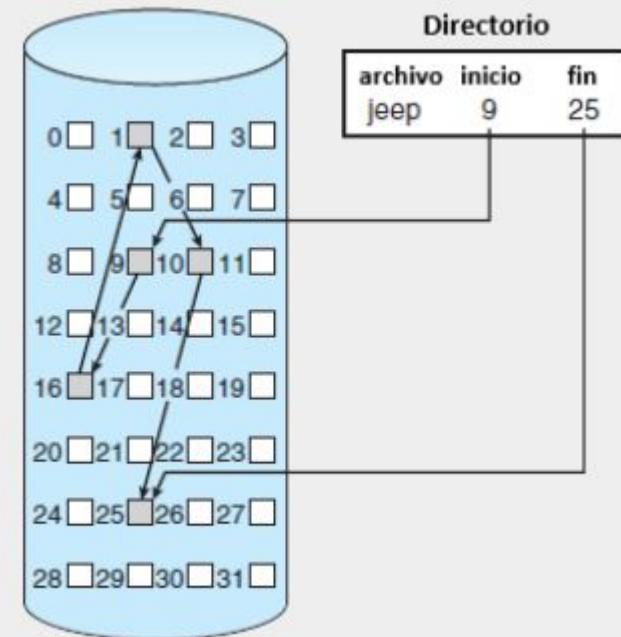 Directorio
archivo inicio fin
jeep 9 25
0 1 2 3
4 5 6 7
8 9 10 11
12 13 14 15
16 17 18 19
20 21 22 23
24 25 26 27
28 29 30 31